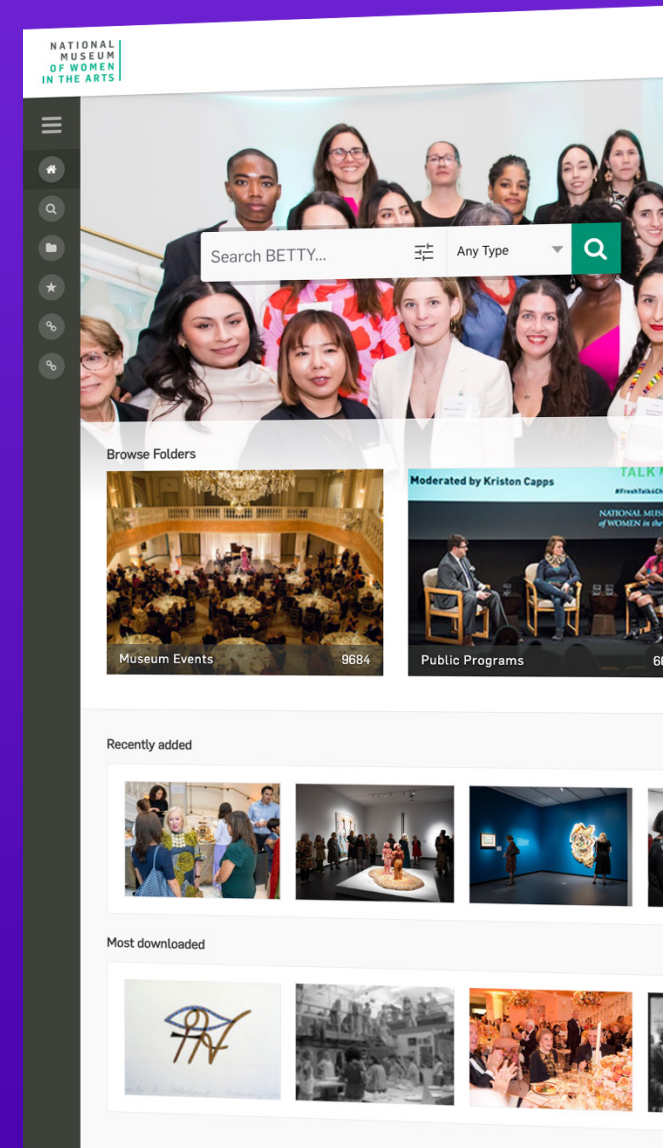 NATIONAL
MUSEUM
OF WOMEN
IN THE ARTS
Search BETTY...
Any Type
Browse Folders
TALK
Moderated by Kriston Capps
NATIONAL
of WOMEN in the
Museum Events
9684
Public Programs
Recently added
Most downloaded